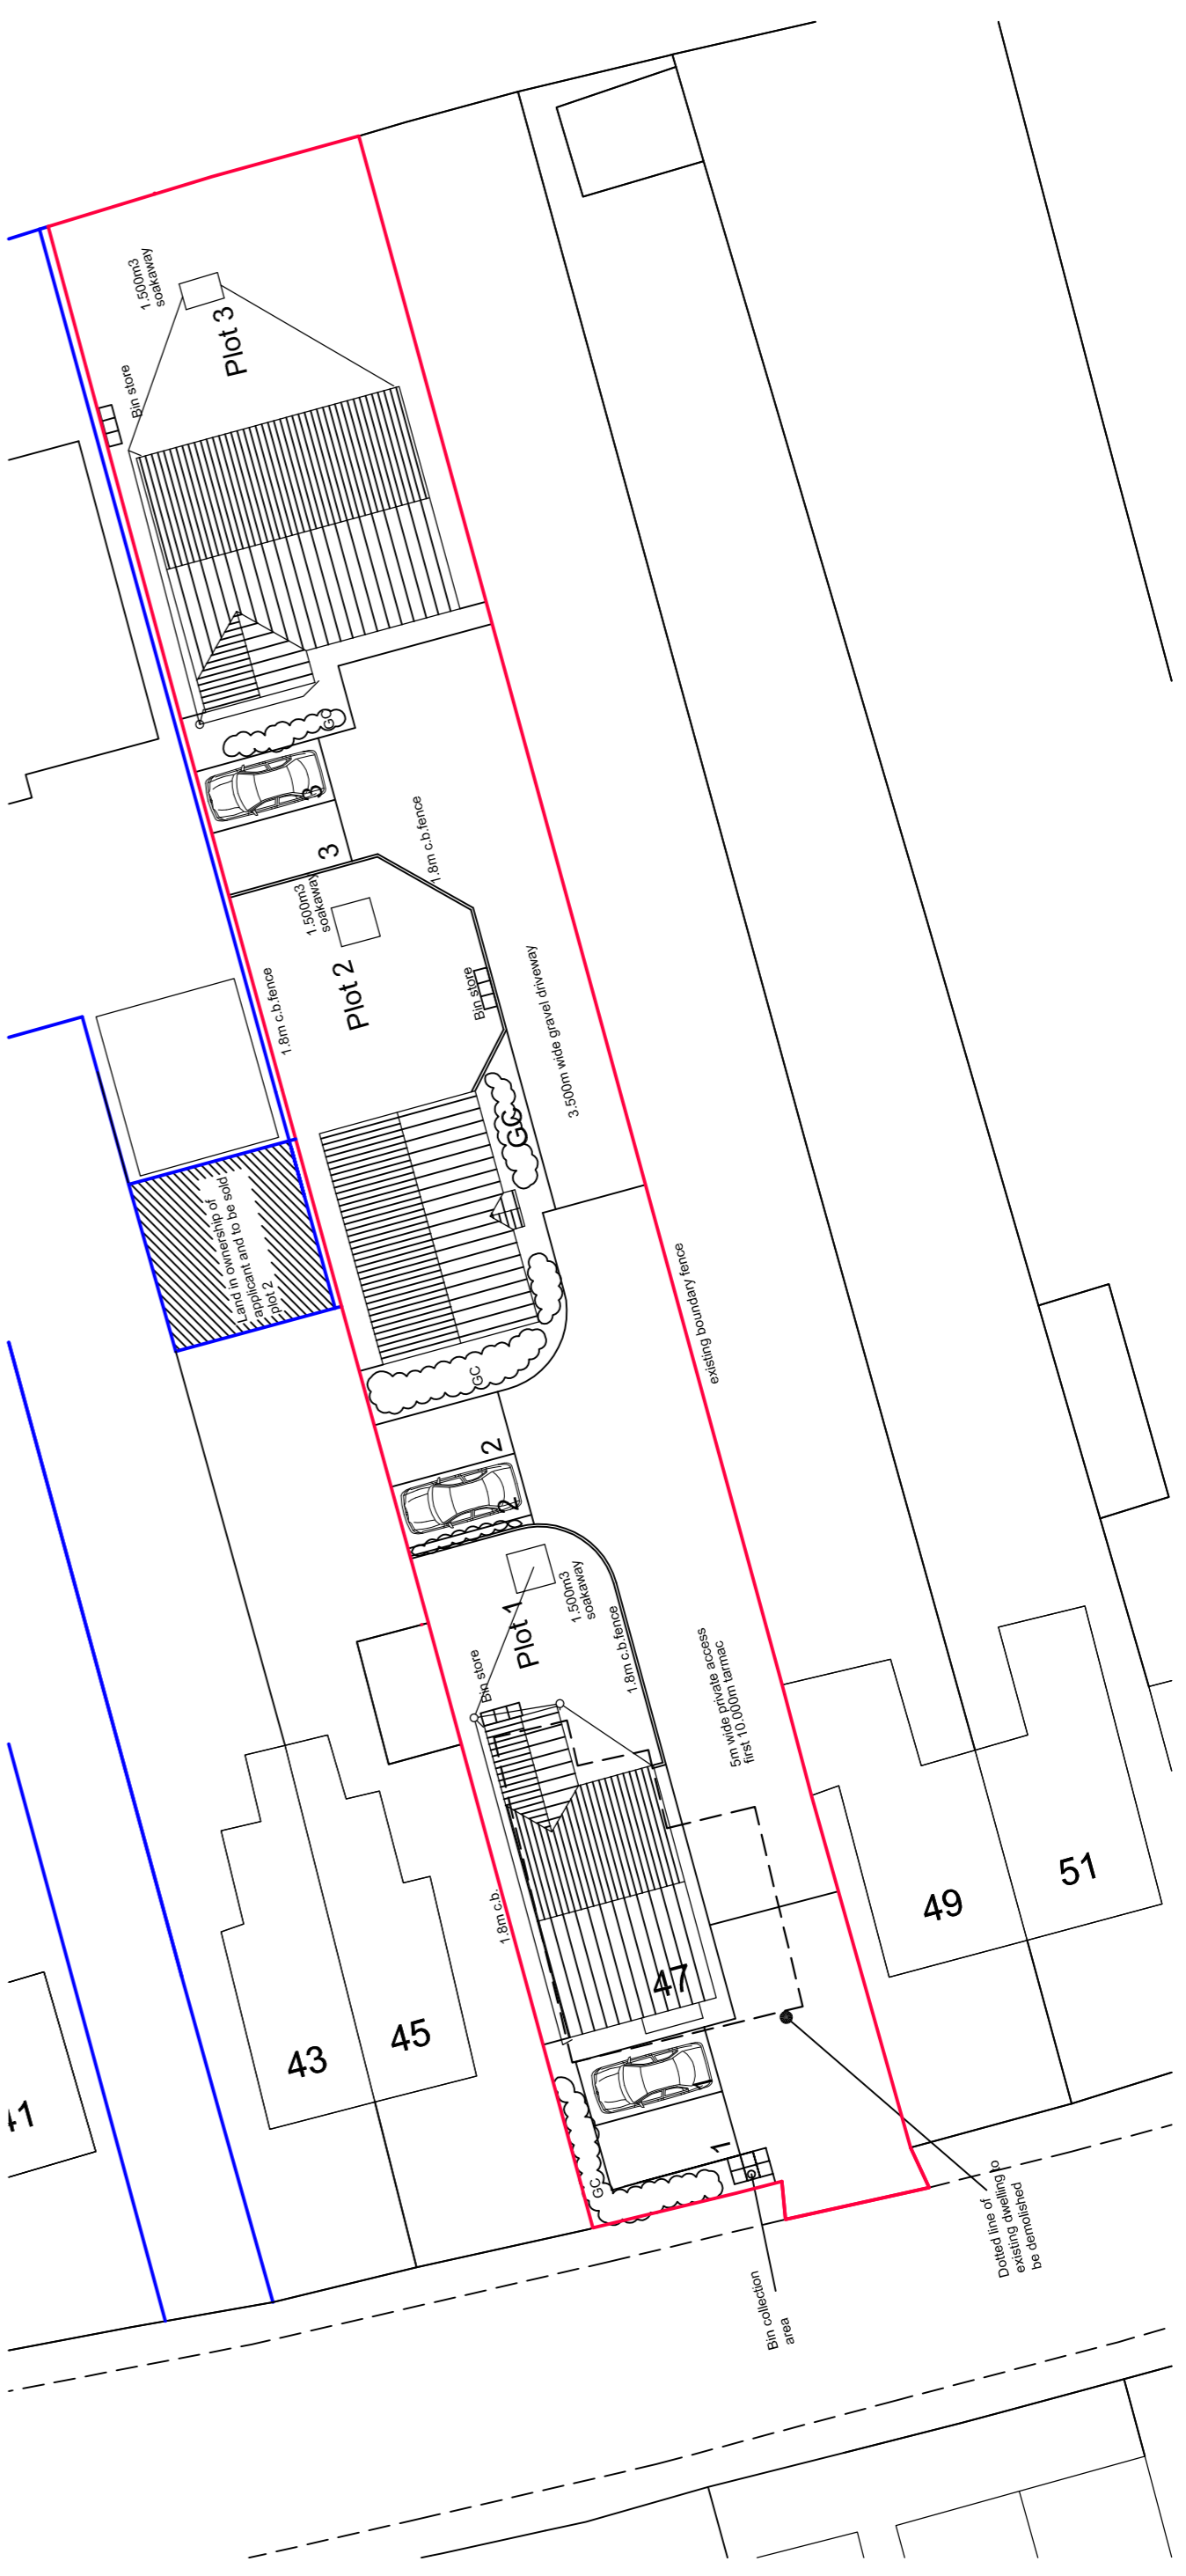 1.500m3
soakaway
Plot 3
Bin store
GC
3
3
1.8m c.b.fence
1.500m3
soakaway
Plot 2
1.8m c.b.fence
Bin store
3.500m wide gravel driveway
GC
Land in ownership of
applicant and to be sold
plot 2
existing boundary fence
GC
2
2
1.500m3
soakaway
Plot 1
Bin store
1.8m c.b.fence
5m wide private access
first 10.000m tarmac
1.8m c.b.
47
49
51
43
45
41
1
1
GC
Dotted line of
existing dwelling to
be demolished
Bin collection
area